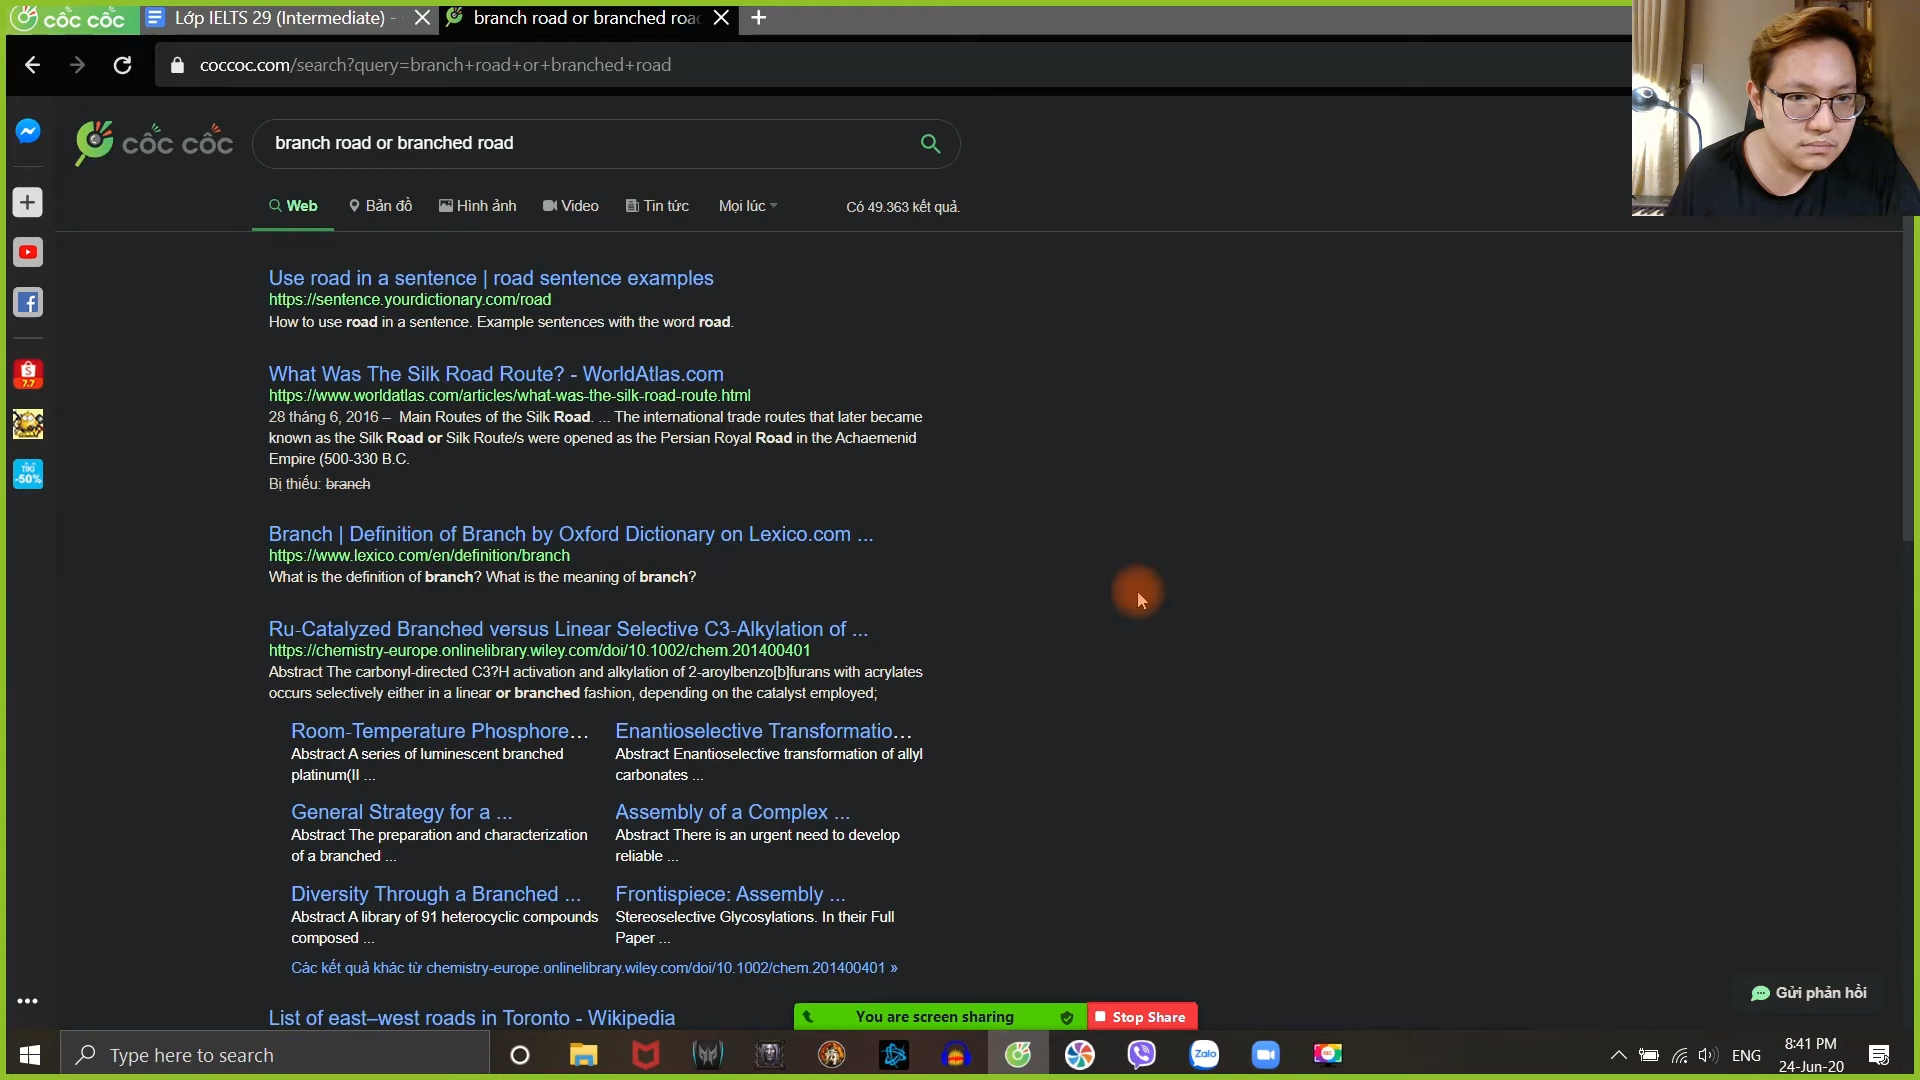 cốc cốc
Lớp IELTS 29 (Intermediate) -
branch road or branched roac
coccoc.com/search?query=branch+road+or+branched+road
cốc cốc
branch road or branched road
Web
Bản đồ
Hình ảnh
Video
Tin tức
Mọi lúc
Có 49.363 kết quả.
Use road in a sentence | road sentence examples
https://sentence.yourdictionary.com/road
How to use road in a sentence. Example sentences with the word road.
What Was The Silk Road Route? - WorldAtlas.com
https://www.worldatlas.com/articles/what-was-the-silk-road-route.html
28 tháng 6, 2016 – Main Routes of the Silk Road. ... The international trade routes that later became
known as the Silk Road or Silk Route/s were opened as the Persian Royal Road in the Achaemenid
Empire (500-330 B.C.
Bị thiếu: branch
Branch | Definition of Branch by Oxford Dictionary on Lexico.com ...
https://www.lexico.com/en/definition/branch
What is the definition of branch? What is the meaning of branch?
Ru-Catalyzed Branched versus Linear Selective C3-Alkylation of ...
https://chemistry-europe.onlinelibrary.wiley.com/doi/10.1002/chem.201400401
Abstract The carbonyl-directed C3?H activation and alkylation of 2-aroylbenzo[b]furans with acrylates
occurs selectively either in a linear or branched fashion, depending on the catalyst employed;
Room-Temperature Phosphore...
Abstract A series of luminescent branched
platinum(II ...
Enantioselective Transformatio...
Abstract Enantioselective transformation of allyl
carbonates ...
General Strategy for a ...
Abstract The preparation and characterization
of a branched ...
Assembly of a Complex ...
Abstract There is an urgent need to develop
reliable ...
Diversity Through a Branched ...
Abstract A library of 91 heterocyclic compounds
composed ...
Frontispiece: Assembly ...
Stereoselective Glycosylations. In their Full
Paper ...
Các kết quả khác từ chemistry-europe.onlinelibrary.wiley.com/doi/10.1002/chem.201400401 »
List of east–west roads in Toronto - Wikipedia
7.7
TIKI
-50%
Gửi phản hồi
You are screen sharing
Stop Share
Type here to search
Zalo
ENG
8:41 PM
24-Jun-20